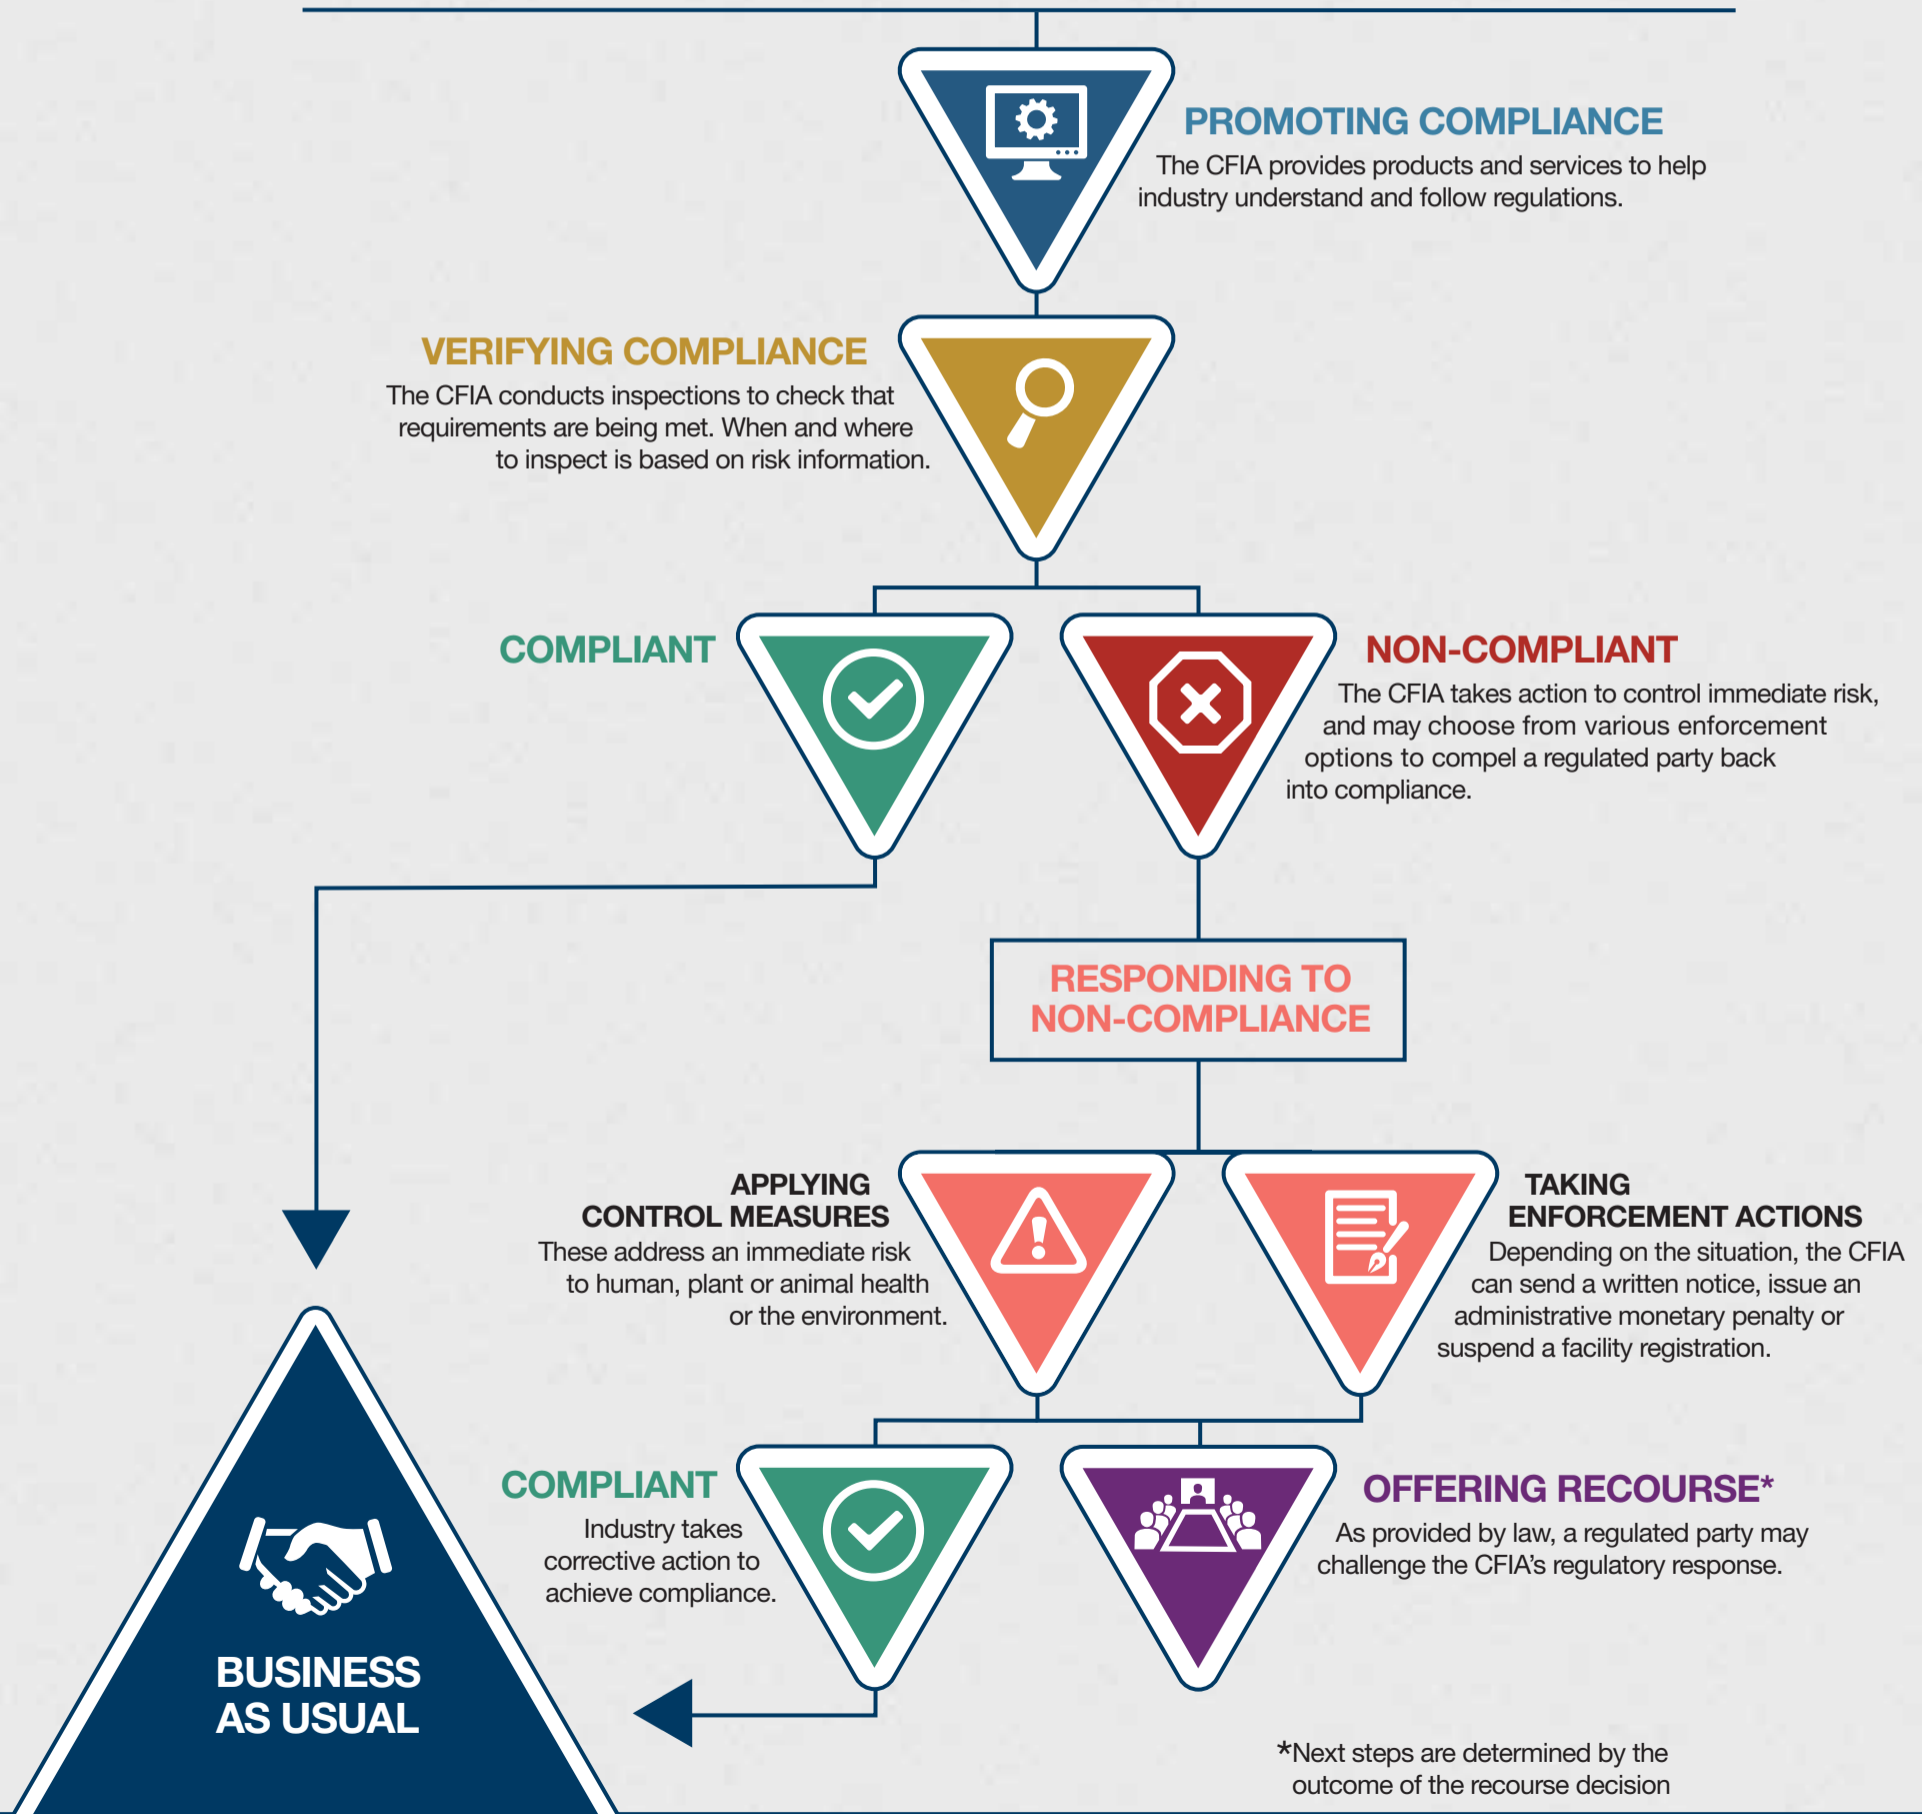 PROMOTING COMPLIANCE
The CFIA provides products and services to help
industry understand and follow regulations.
VERIFYING COMPLIANCE
The CFIA conducts inspections to check that
requirements are being met. When and where
to inspect is based on risk information.
COMPLIANT
NON-COMPLIANT
The CFIA takes action to control immediate risk,
and may choose from various enforcement
options to compel a regulated party back
into compliance.
RESPONDING TO
NON-COMPLIANCE
APPLYING
CONTROL MEASURES
These address an immediate risk
to human, plant or animal health
or the environment.
TAKING
ENFORCEMENT ACTIONS
Depending on the situation, the CFIA
can send a written notice, issue an
administrative monetary penalty or
suspend a facility registration.
COMPLIANT
Industry takes
corrective action to
achieve compliance.
OFFERING RECOURSE*
As provided by law, a regulated party may
challenge the CFIA's regulatory response.
BUSINESS
AS USUAL
*Next steps are determined by the
outcome of the recourse decision